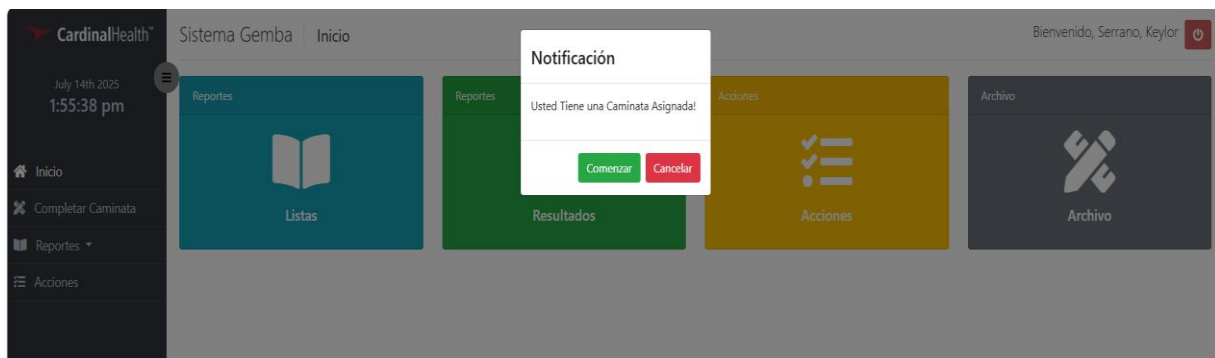 CardinalHealth™
Sistema Gemba Inicio
Bienvenido, Serrano, Keylor
July 14th 2025
1:55:38 pm
Inicio
Completar Caminata
Reportes
Acciones
Notificación
Usted Tiene una Caminata Asignada!
Comenzar Cancelar
Reportes
Listas
Reportes
Resultados
Acciones
Acciones
Archivo
Archivo